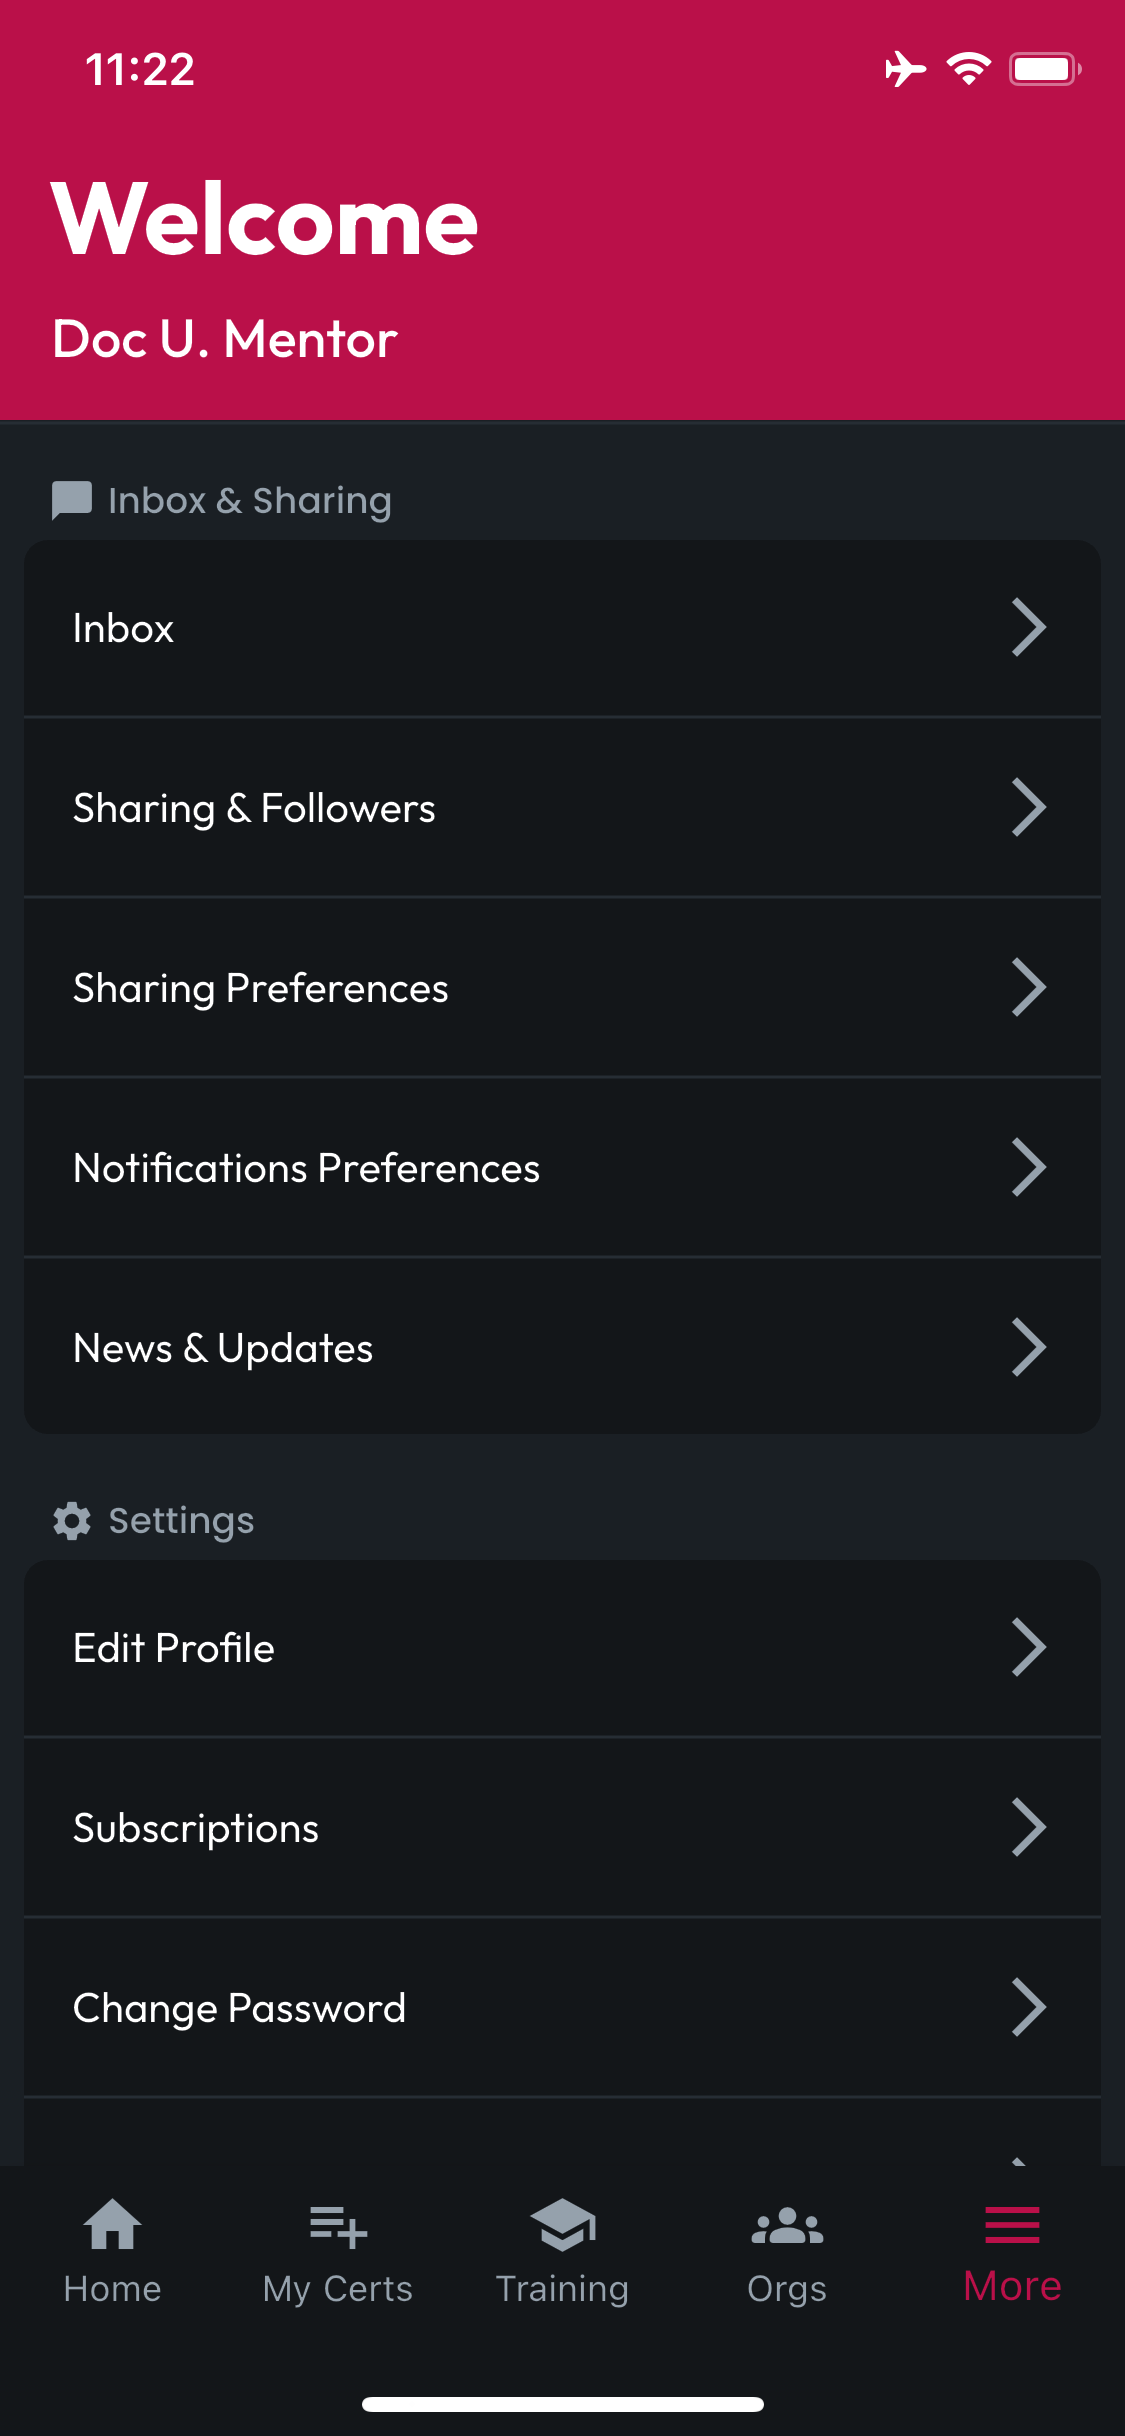 11:22
Welcome
Doc U. Mentor
Inbox & Sharing
Inbox
Sharing & Followers
Sharing Preferences
Notifications Preferences
News & Updates
Settings
Edit Profile
Subscriptions
Change Password
Home
My Certs
Training
Orgs
More